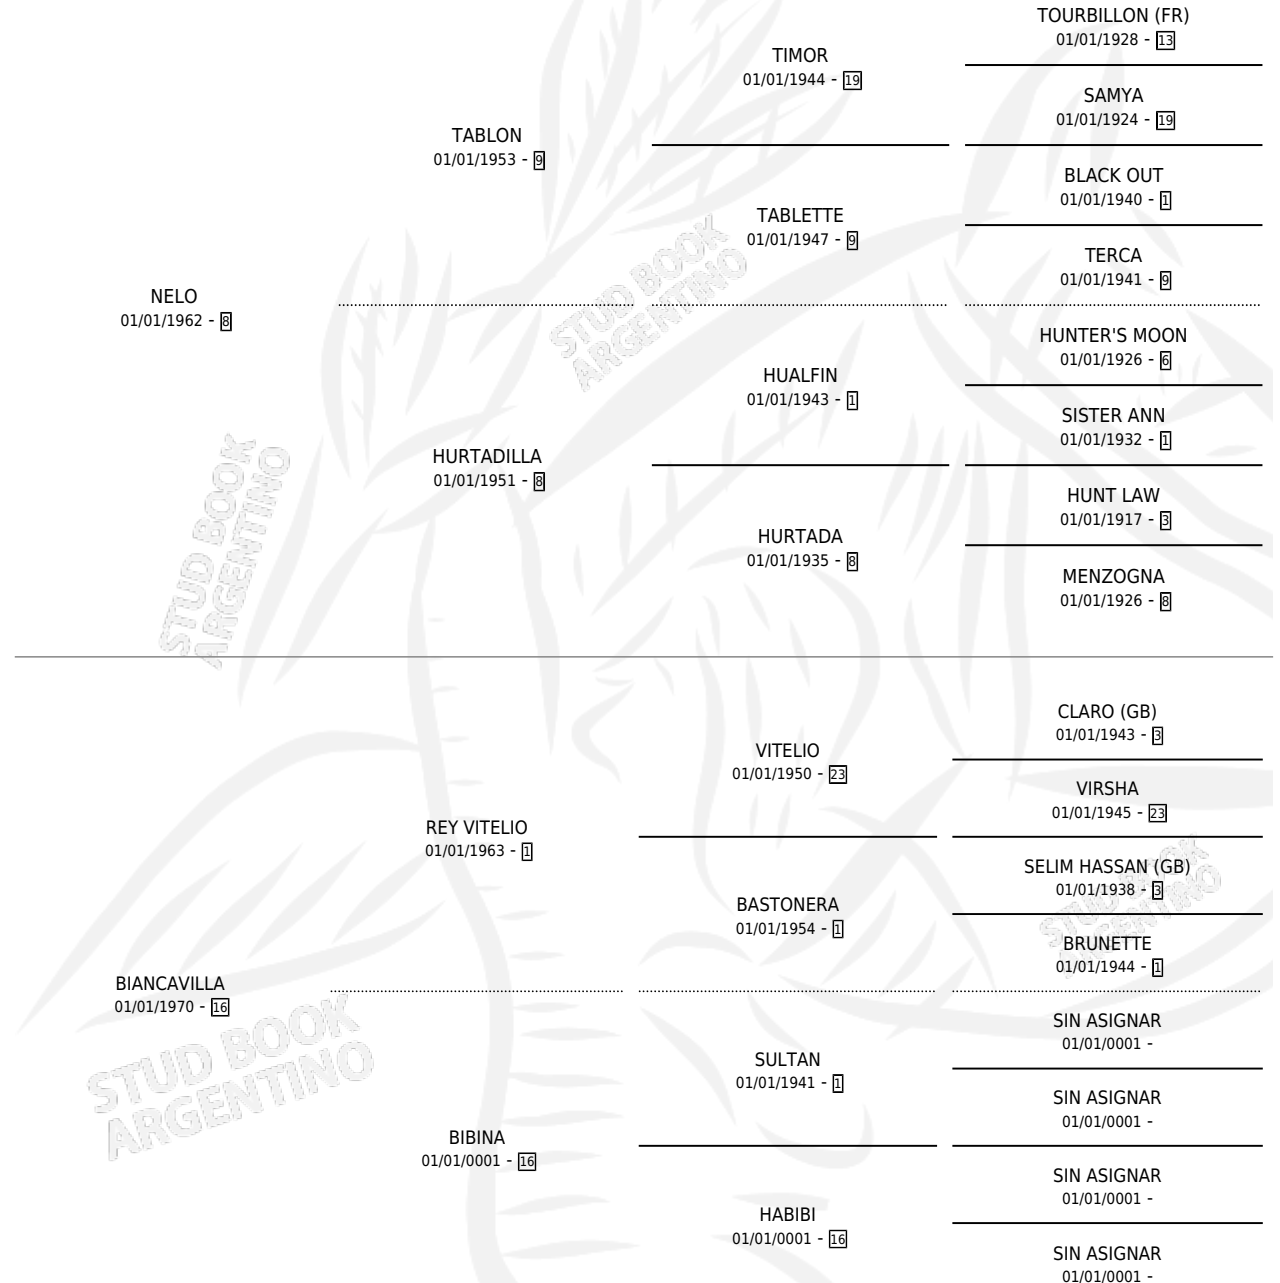 TOURBILLON (FR)
01/01/1928 - 13
TIMOR
01/01/1944 - 19
SAMYA
01/01/1924 - 19
TABLON
01/01/1953 - 9
BLACK OUT
01/01/1940 - 1
TABLETTE
01/01/1947 - 9
TERCA
01/01/1941 - 9
NELO
01/01/1962 - 8
HUNTER'S MOON
01/01/1926 - 6
HUALFIN
01/01/1943 - 1
SISTER ANN
01/01/1932 - 1
HURTADILLA
01/01/1951 - 8
HUNT LAW
01/01/1917 - 3
HURTADA
01/01/1935 - 8
MENZOGNA
01/01/1926 - 8
CLARO (GB)
01/01/1943 - 3
VITELIO
01/01/1950 - 23
VIRSHA
01/01/1945 - 23
REY VITELIO
01/01/1963 - 1
SELIM HASSAN (GB)
01/01/1938 - 3
BASTONERA
01/01/1954 - 1
BRUNETTE
01/01/1944 - 1
BIANCAVILLA
01/01/1970 - 16
SIN ASIGNAR
01/01/0001 -
SULTAN
01/01/1941 - 1
SIN ASIGNAR
01/01/0001 -
BIBINA
01/01/0001 - 16
SIN ASIGNAR
01/01/0001 -
HABIBI
01/01/0001 - 16
SIN ASIGNAR
01/01/0001 -
STUD BOOK
ARGENTINO
STUD BOOK
ARGENTINO
STUD BOOK
ARGENTINO
STUD BOOK
ARGENTINO